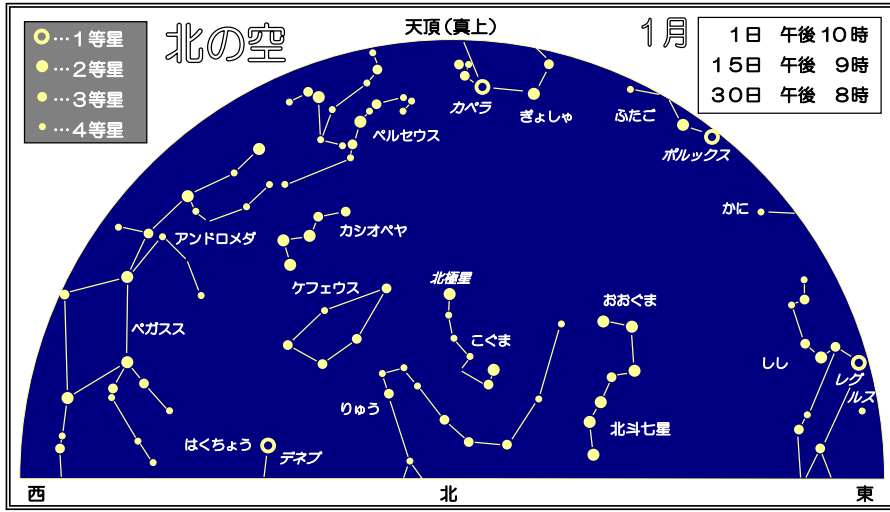 …1等星
…2等星
…3等星
…4等星
北の空
天頂(真上)
1月
1日 午後10時
15日 午後 9時
30日 午後 8時
カペラ
ぎょしゃ
ふたご
ポルックス
ペルセウス
かに
アンドロメダ
カシオペヤ
ケフェウス
北極星
おおぐま
ペガスス
こぐま
しし
レグ
ルス
りゅう
北斗七星
はくちょう
デネブ
西
北
東